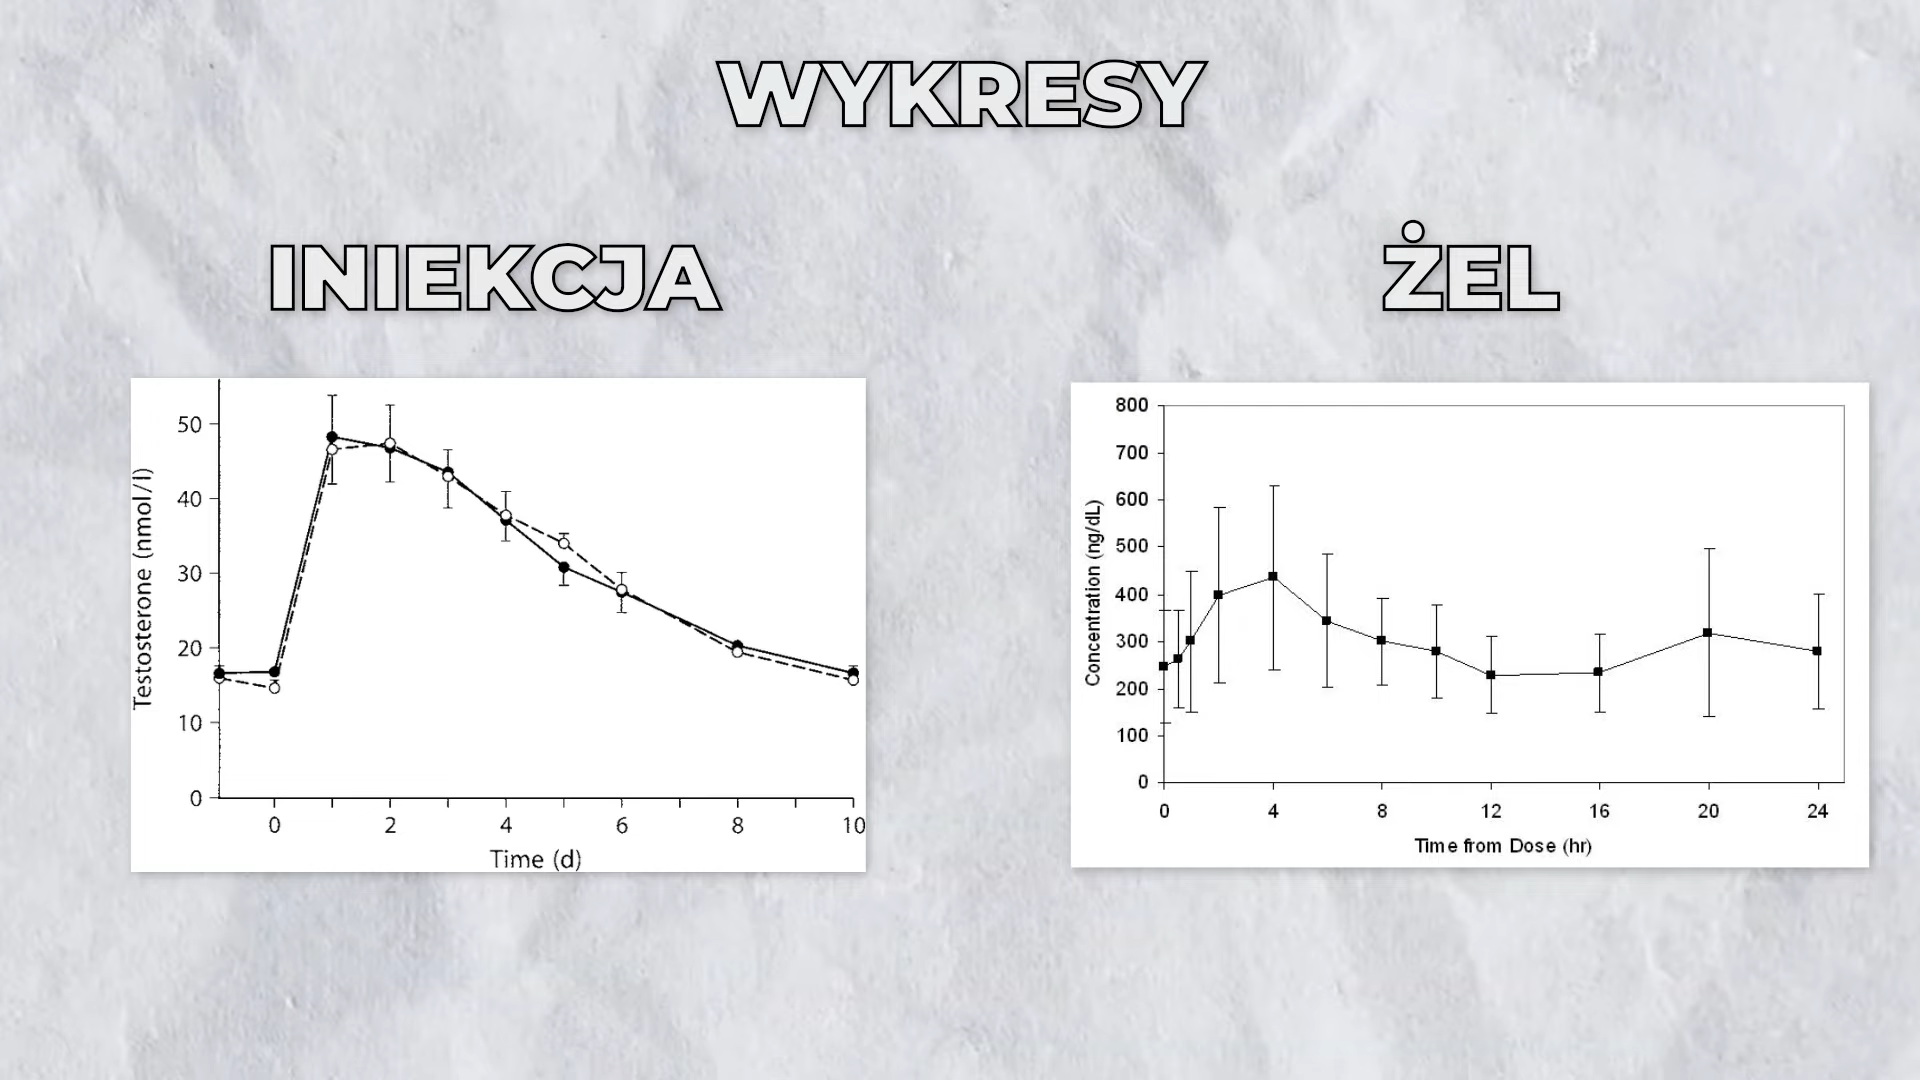 WYKRESY
INIEKCJA
ŻEL
50
40
30
20
10
0
Testosterone (nmol/l)
0 2 4 6 8 10
Time (d)
800
700
600
500
400
300
200
100
0
Concentration (ng/dL)
0 4 8 12 16 20 24
Time from Dose (hr)